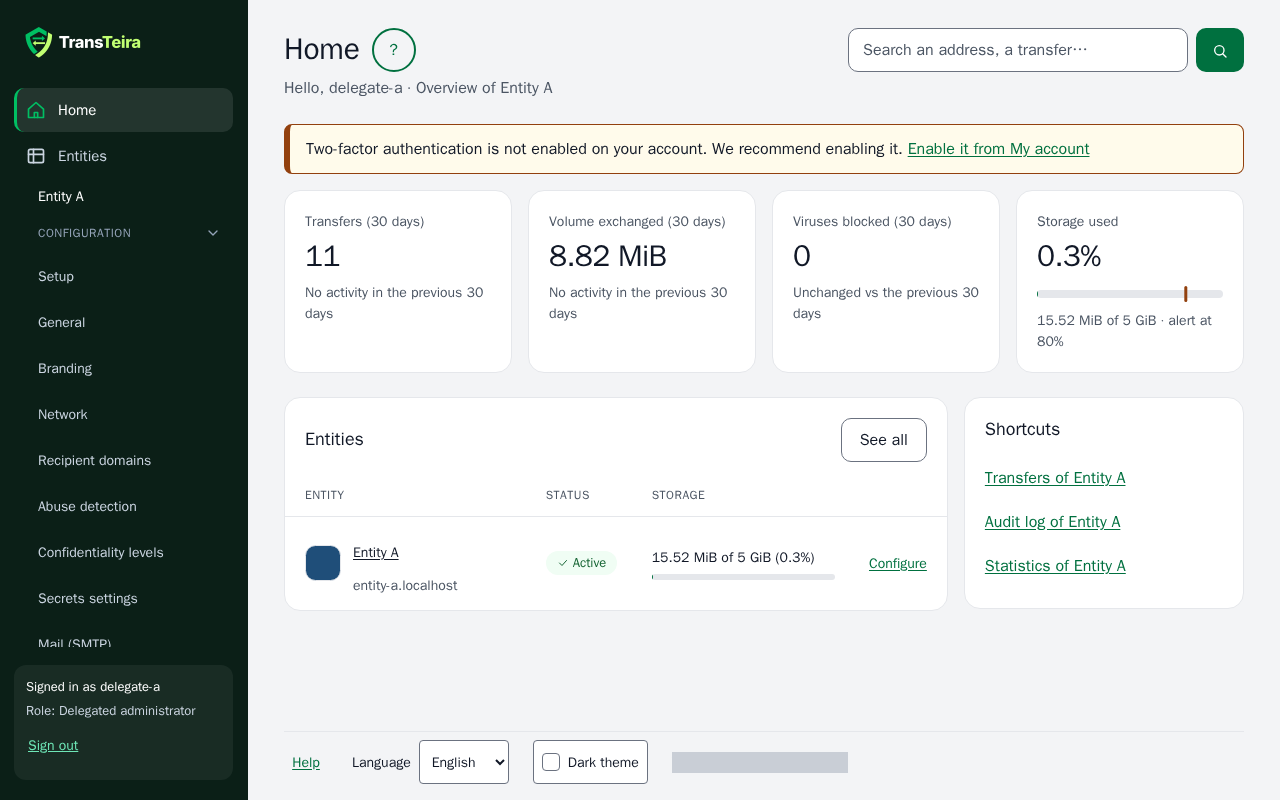 TransTeira
Home
Entities
Entity A
CONFIGURATION
Setup
General
Branding
Network
Recipient domains
Abuse detection
Confidentiality levels
Secrets settings
Mail (SMTP)
Signed in as delegate-a
Role: Delegated administrator
Sign out
Home ?
Search an address, a transfer···
Hello, delegate-a · Overview of Entity A
Two-factor authentication is not enabled on your account. We recommend enabling it. Enable it from My account
Transfers (30 days)
11
No activity in the previous 30
days
Volume exchanged (30 days)
8.82 MiB
No activity in the previous 30
days
Viruses blocked (30 days)
0
Unchanged vs the previous 30
days
Storage used
0.3%
15.52 MiB of 5 GiB · alert at
80%
Entities
See all
ENTITY STATUS STORAGE
Entity A
entity-a.localhost
Active
15.52 MiB of 5 GiB (0.3%)
Configure
Shortcuts
Transfers of Entity A
Audit log of Entity A
Statistics of Entity A
Help Language English Dark theme